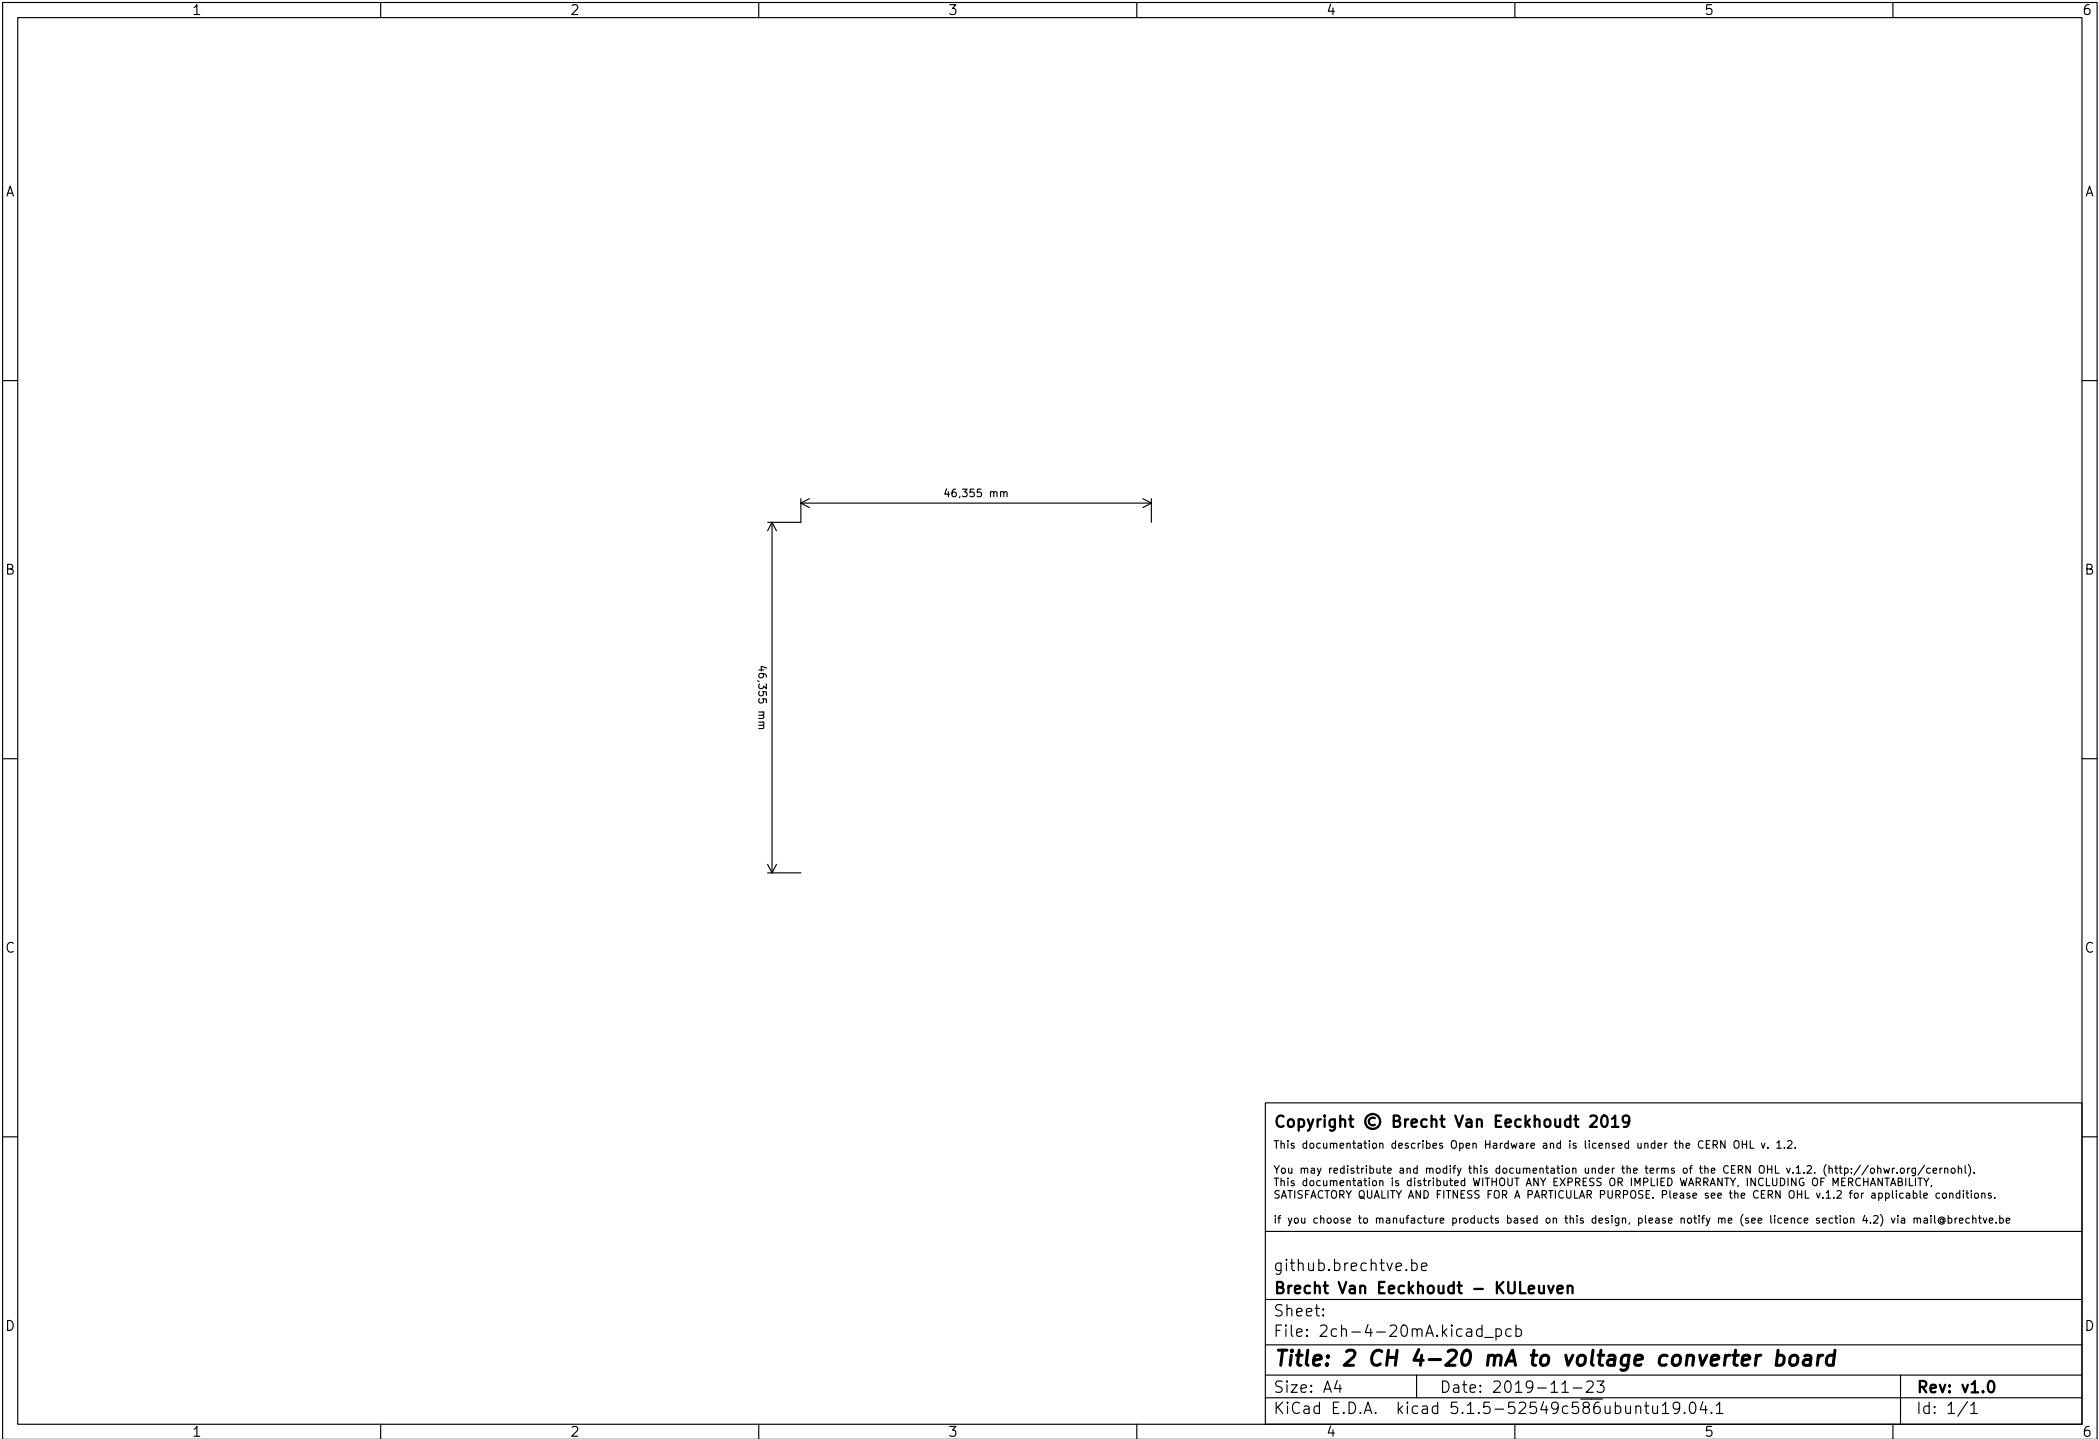 1 2 3 4 5 6
A A
46,355 mm
B B
46,355 mm
C C
Copyright © Brecht Van Eeckhoudt 2019
This documentation describes Open Hardware and is licensed under the CERN OHL v. 1.2.
You may redistribute and modify this documentation under the terms of the CERN OHL v.1.2. (http://ohwr.org/cernohl).
This documentation is distributed WITHOUT ANY EXPRESS OR IMPLIED WARRANTY, INCLUDING OF MERCHANTABILITY,
SATISFACTORY QUALITY AND FITNESS FOR A PARTICULAR PURPOSE. Please see the CERN OHL v.1.2 for applicable conditions.
if you choose to manufacture products based on this design, please notify me (see licence section 4.2) via mail@brechtve.be
github.brechtve.be
Brecht Van Eeckhoudt – KULeuven
Sheet:
D D
File: 2ch-4-20mA.kicad_pcb
Title: 2 CH 4-20 mA to voltage converter board
Size: A4 Date: 2019-11-23 Rev: v1.0
KiCad E.D.A. kicad 5.1.5-52549c586ubuntu19.04.1 Id: 1/1
1 2 3 4 5 6